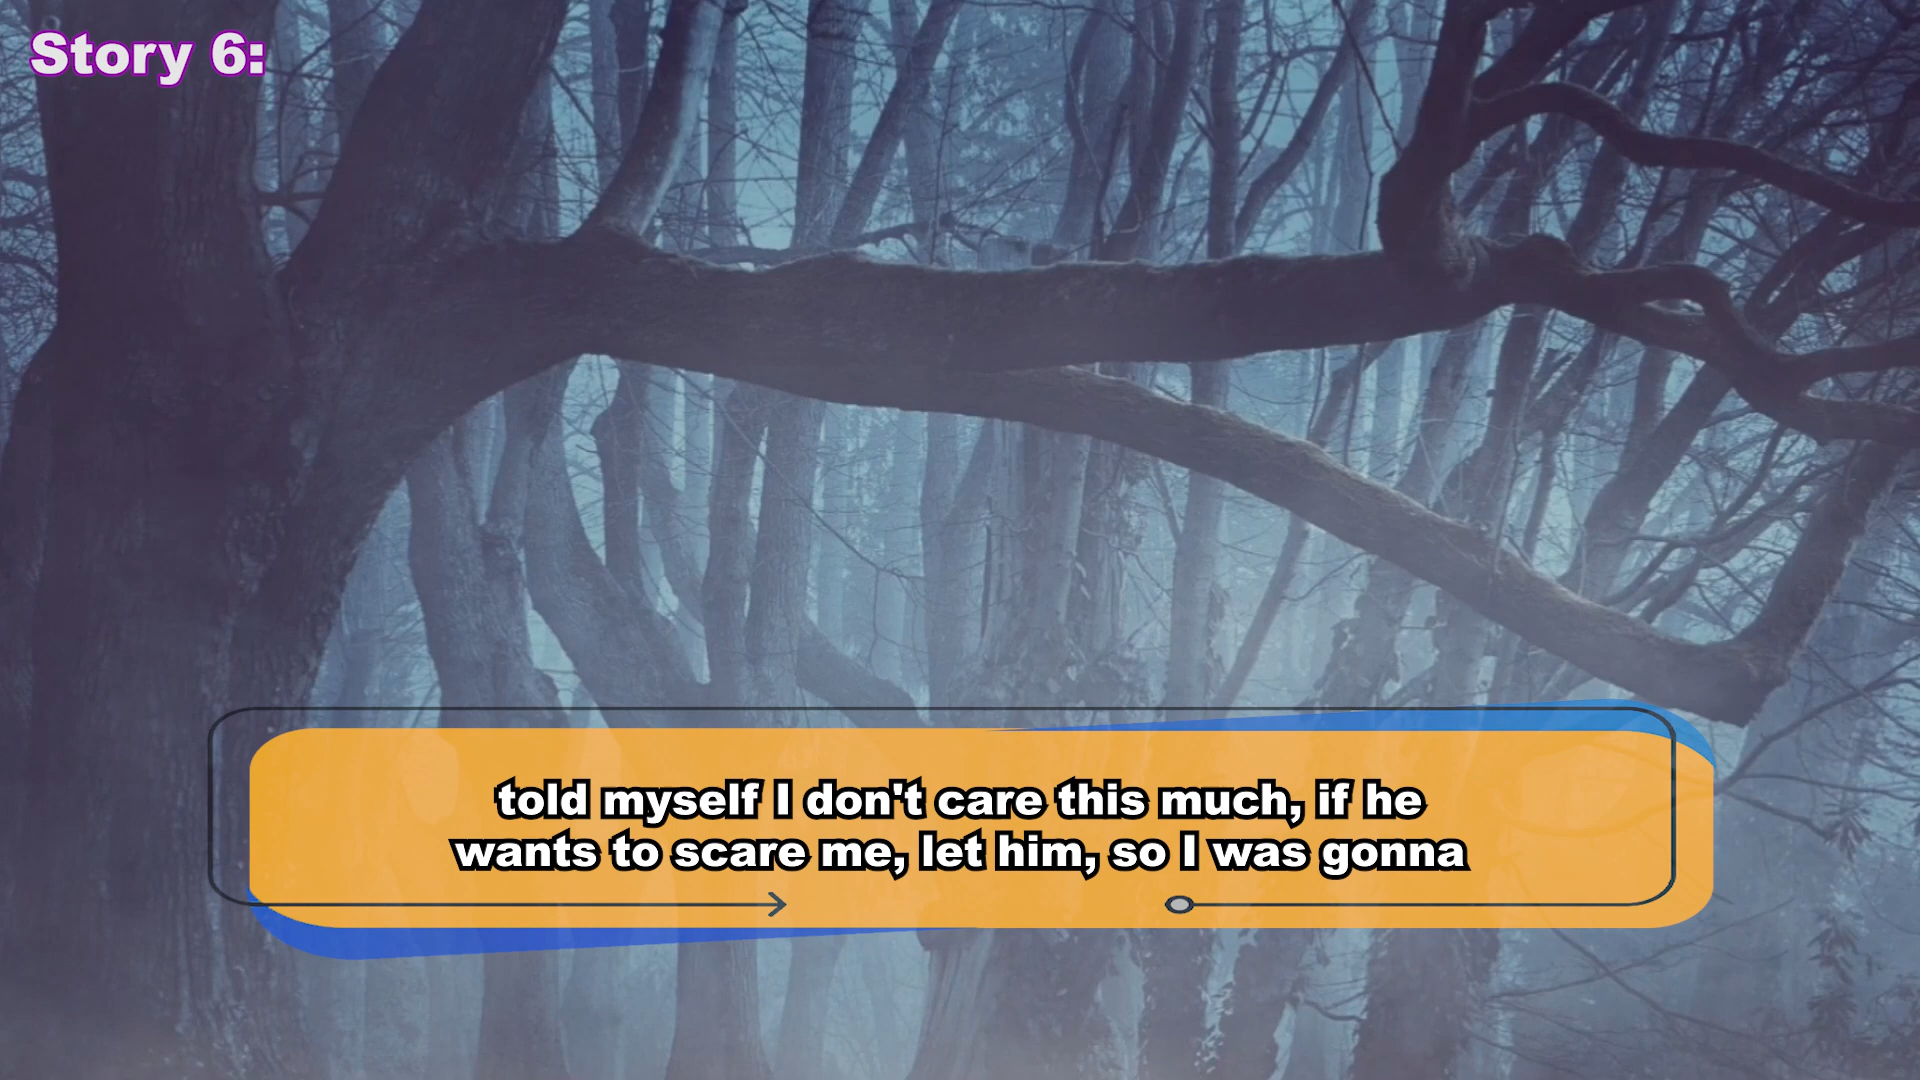 Story 6:
told myself I don't care this much, if he
wants to scare me, let him, so I was gonna